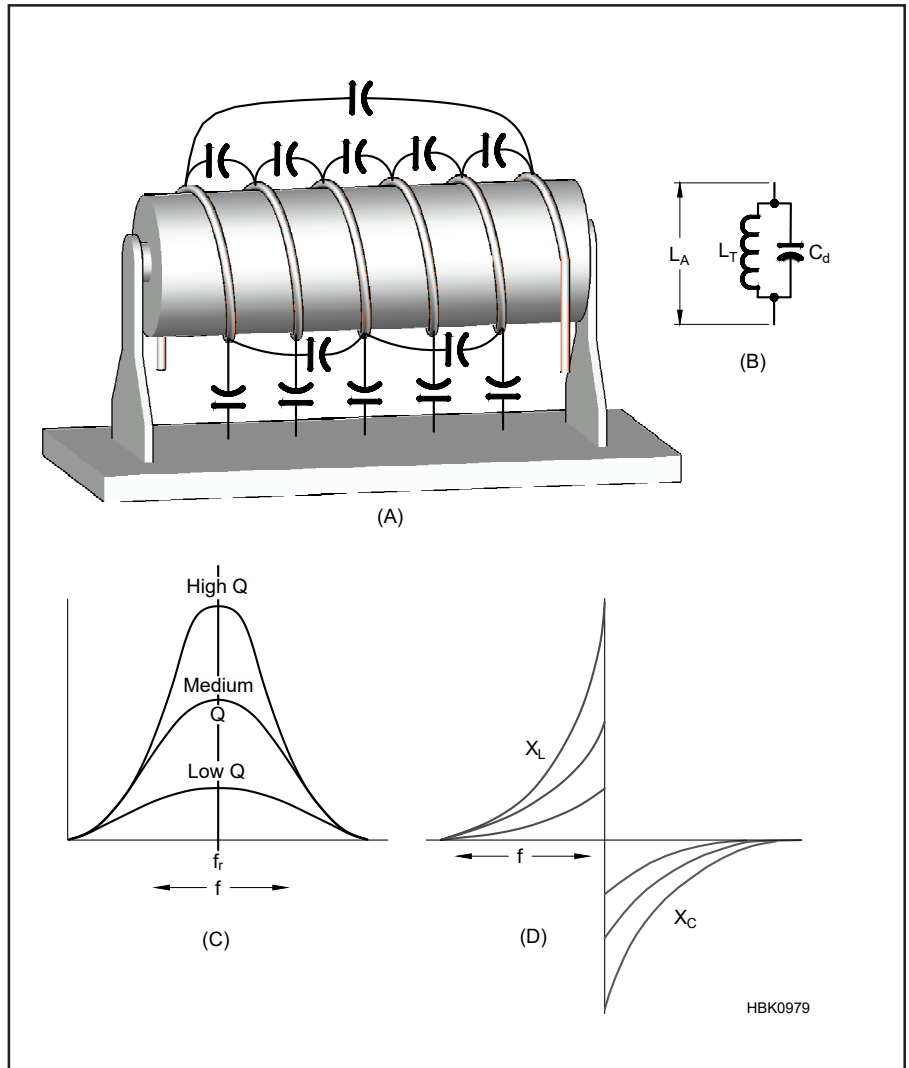 L_A
L_T
C_d
(B)
(A)
High Q
Medium
Q
Low Q
f_r
f
(C)
X_L
f
X_C
(D)
HBK0979